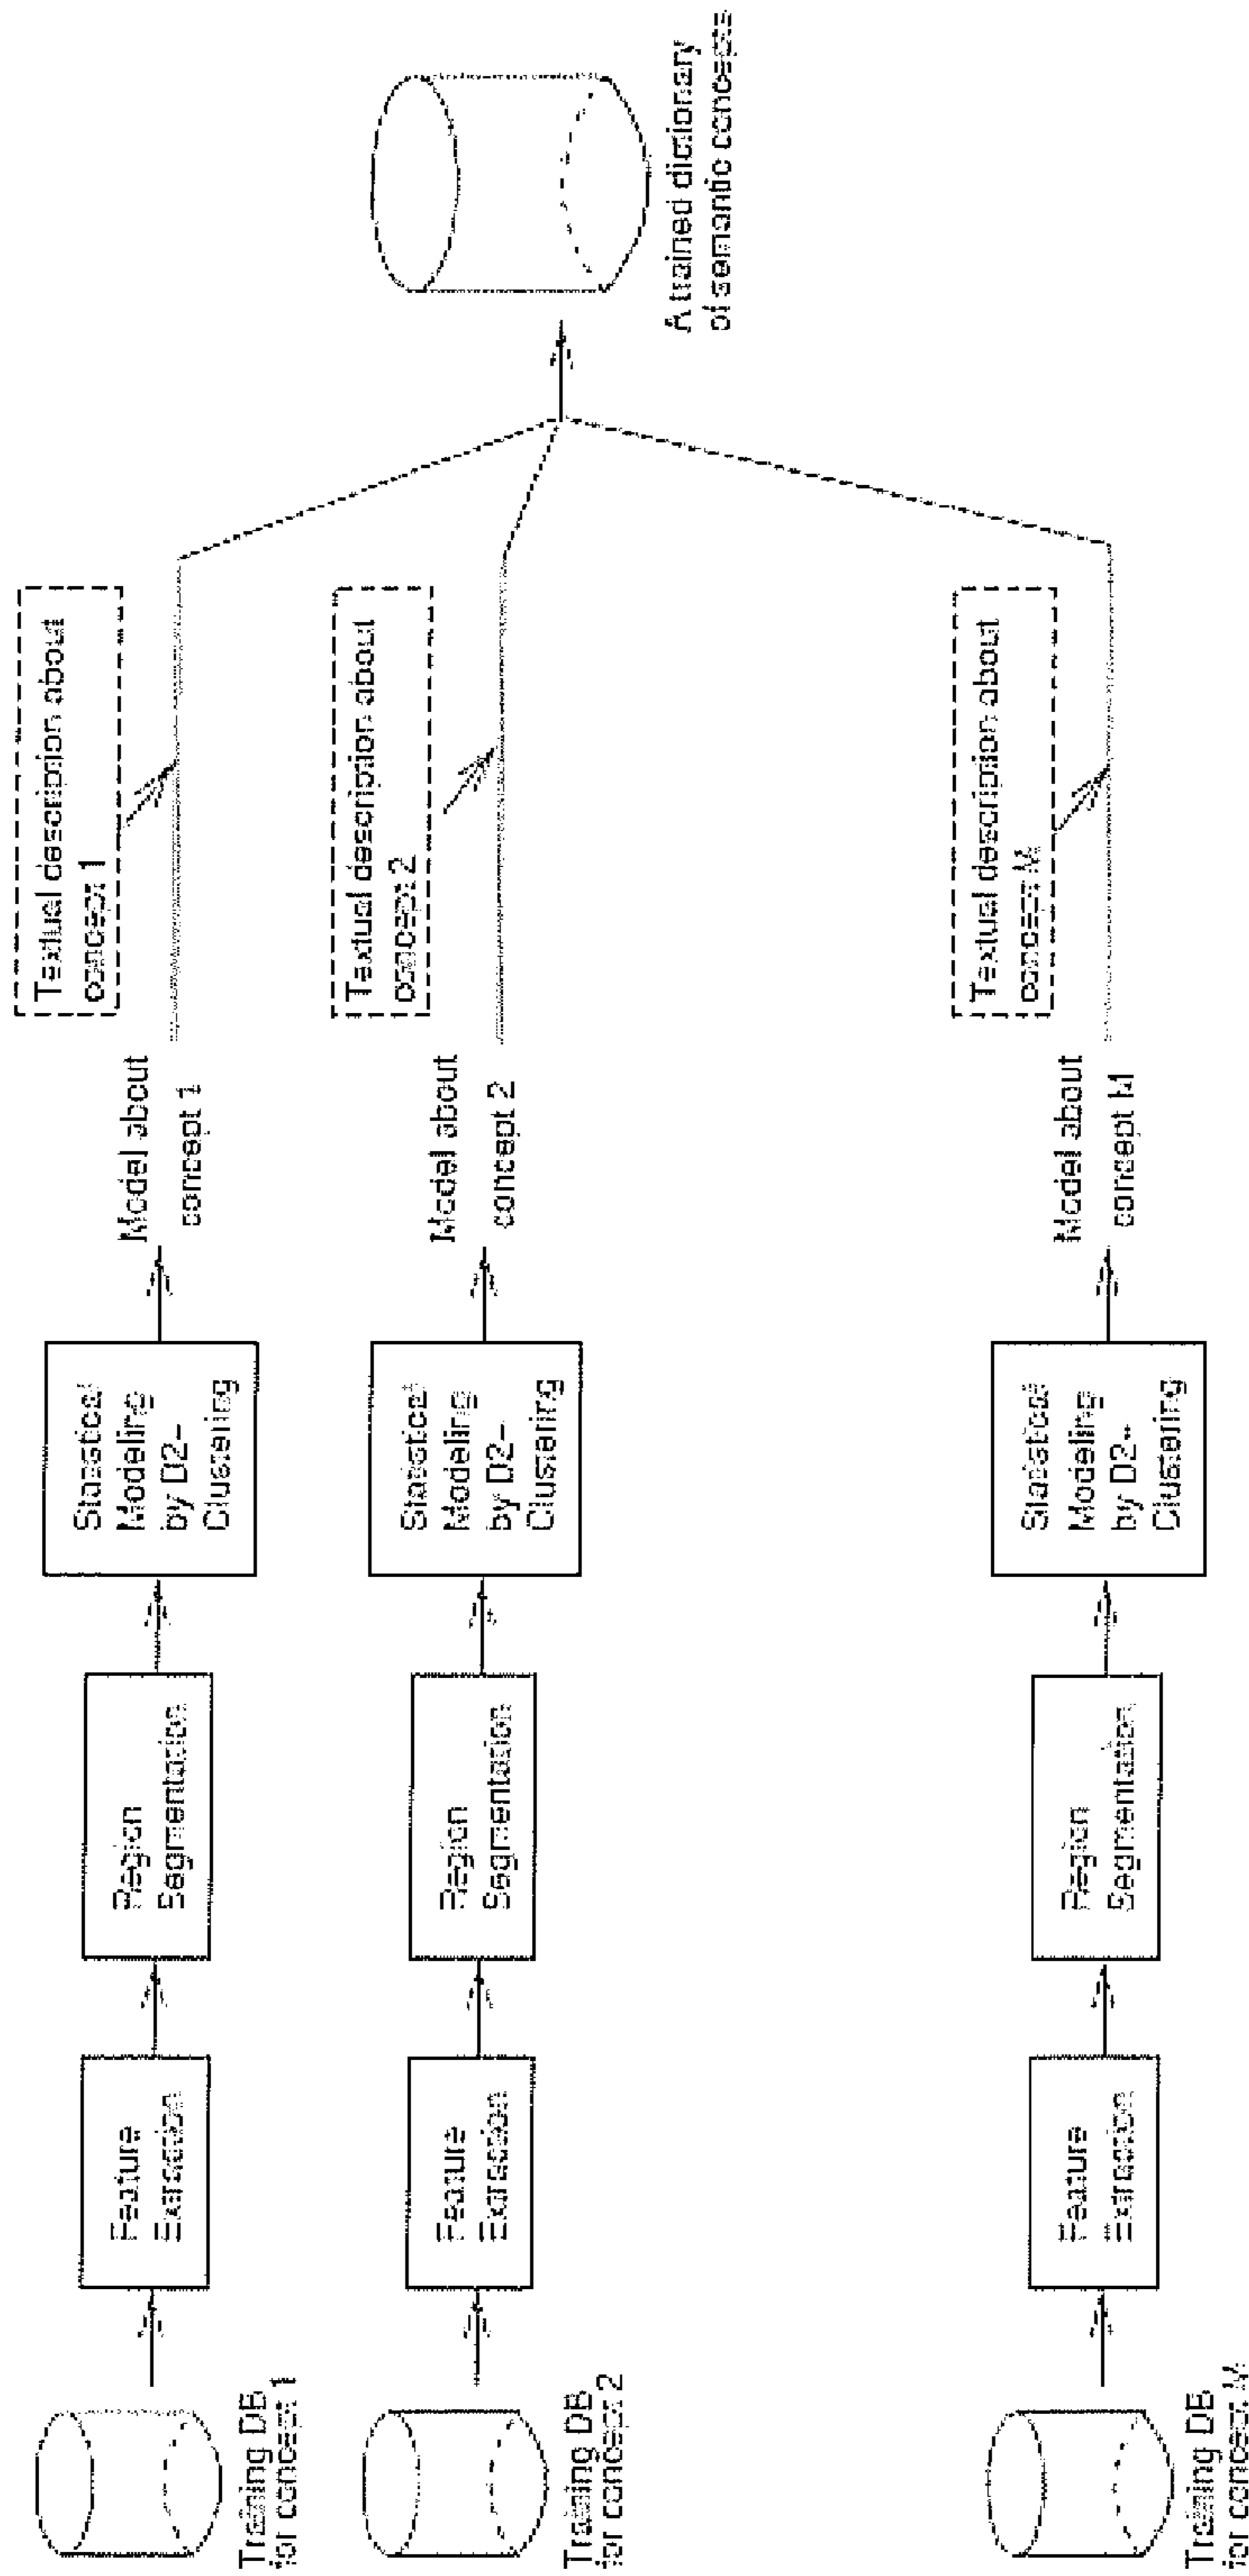 Training DB
for concept 1
Feature
Extraction
Region
Segmentation
Statistical
Modeling
by D2-
Clustering
Model about
concept 1
Textual description about
concept 1
Training DB
for concept 2
Feature
Extraction
Region
Segmentation
Statistical
Modeling
by D2-
Clustering
Model about
concept 2
Textual description about
concept 2
Training DB
for concept M
Feature
Extraction
Region
Segmentation
Statistical
Modeling
by D2-
Clustering
Model about
concept M
Textual description about
concept M
A trained dictionary
of semantic concepts